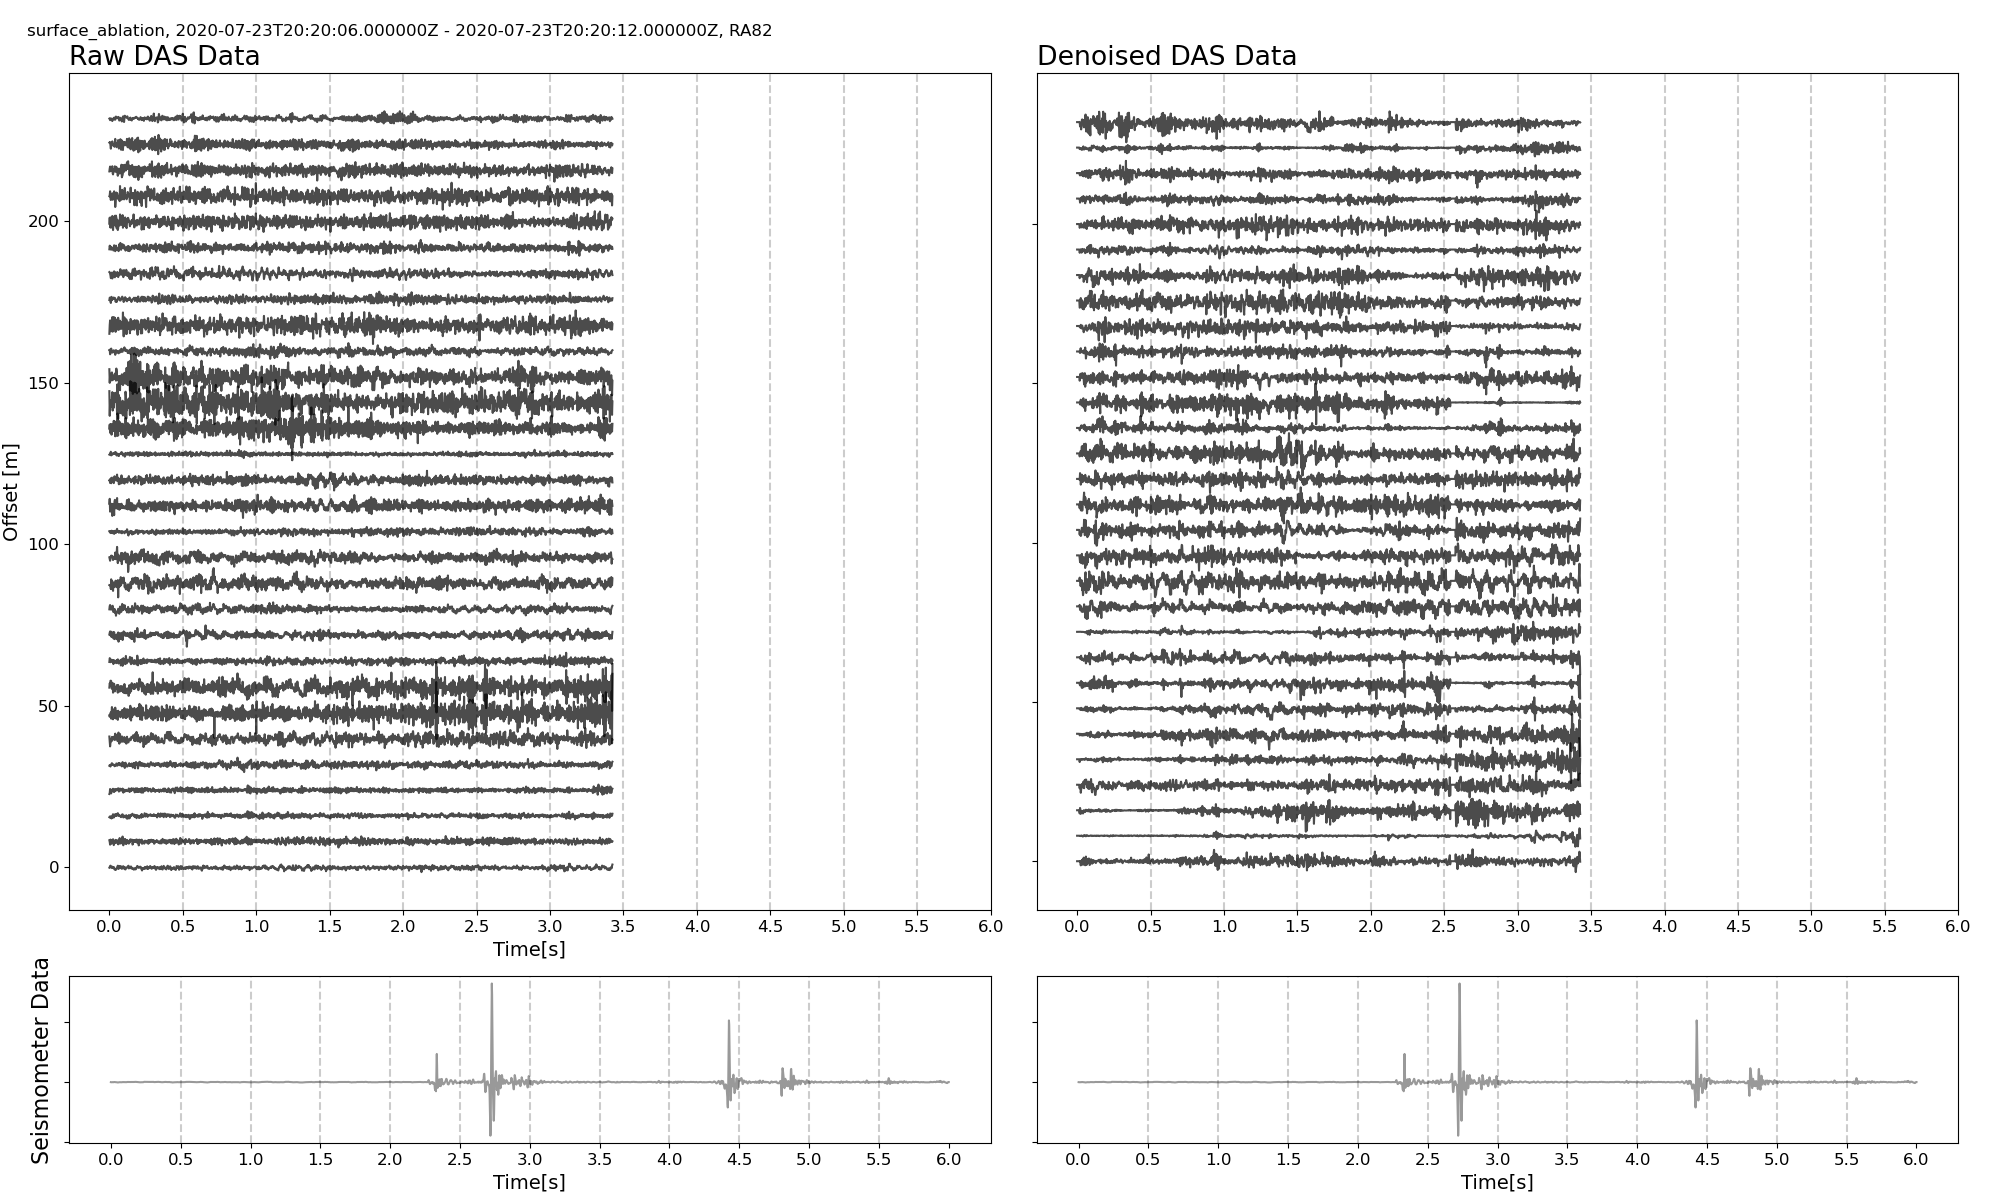 surface_ablation, 2020-07-23T20:20:06.000000Z - 2020-07-23T20:20:12.000000Z, RA82
Raw DAS Data
Denoised DAS Data
Offset [m]
200
150
100
50
0
0.0 0.5 1.0 1.5 2.0 2.5 3.0 3.5 4.0 4.5 5.0 5.5 6.0
Time[s]
0.0 0.5 1.0 1.5 2.0 2.5 3.0 3.5 4.0 4.5 5.0 5.5 6.0
Seismometer Data
0.0 0.5 1.0 1.5 2.0 2.5 3.0 3.5 4.0 4.5 5.0 5.5 6.0
Time[s]
0.0 0.5 1.0 1.5 2.0 2.5 3.0 3.5 4.0 4.5 5.0 5.5 6.0
Time[s]